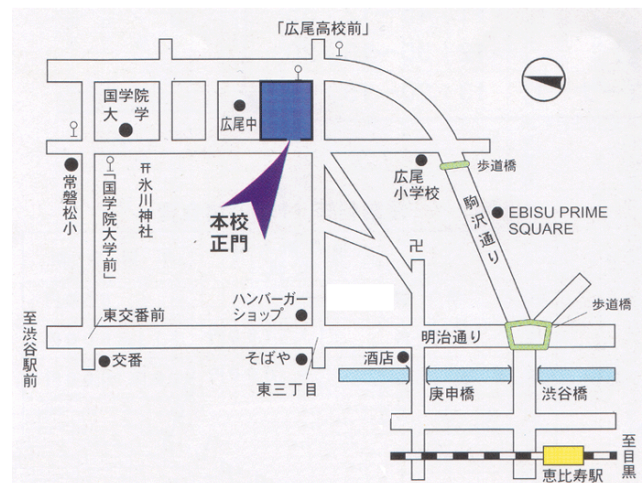 「広尾高校前」
国学院
大　学
広尾中
常磐松小
「国学院大学前」
氷川神社
本校
正門
広尾
小学校
歩道橋
駒沢通り
EBISU PRIME
SQUARE
卍
ハンバーガー
ショップ
東交番前
至渋谷駅前
交番
そばや
東三丁目
酒店
明治通り
歩道橋
庚申橋
渋谷橋
至目黒
恵比寿駅